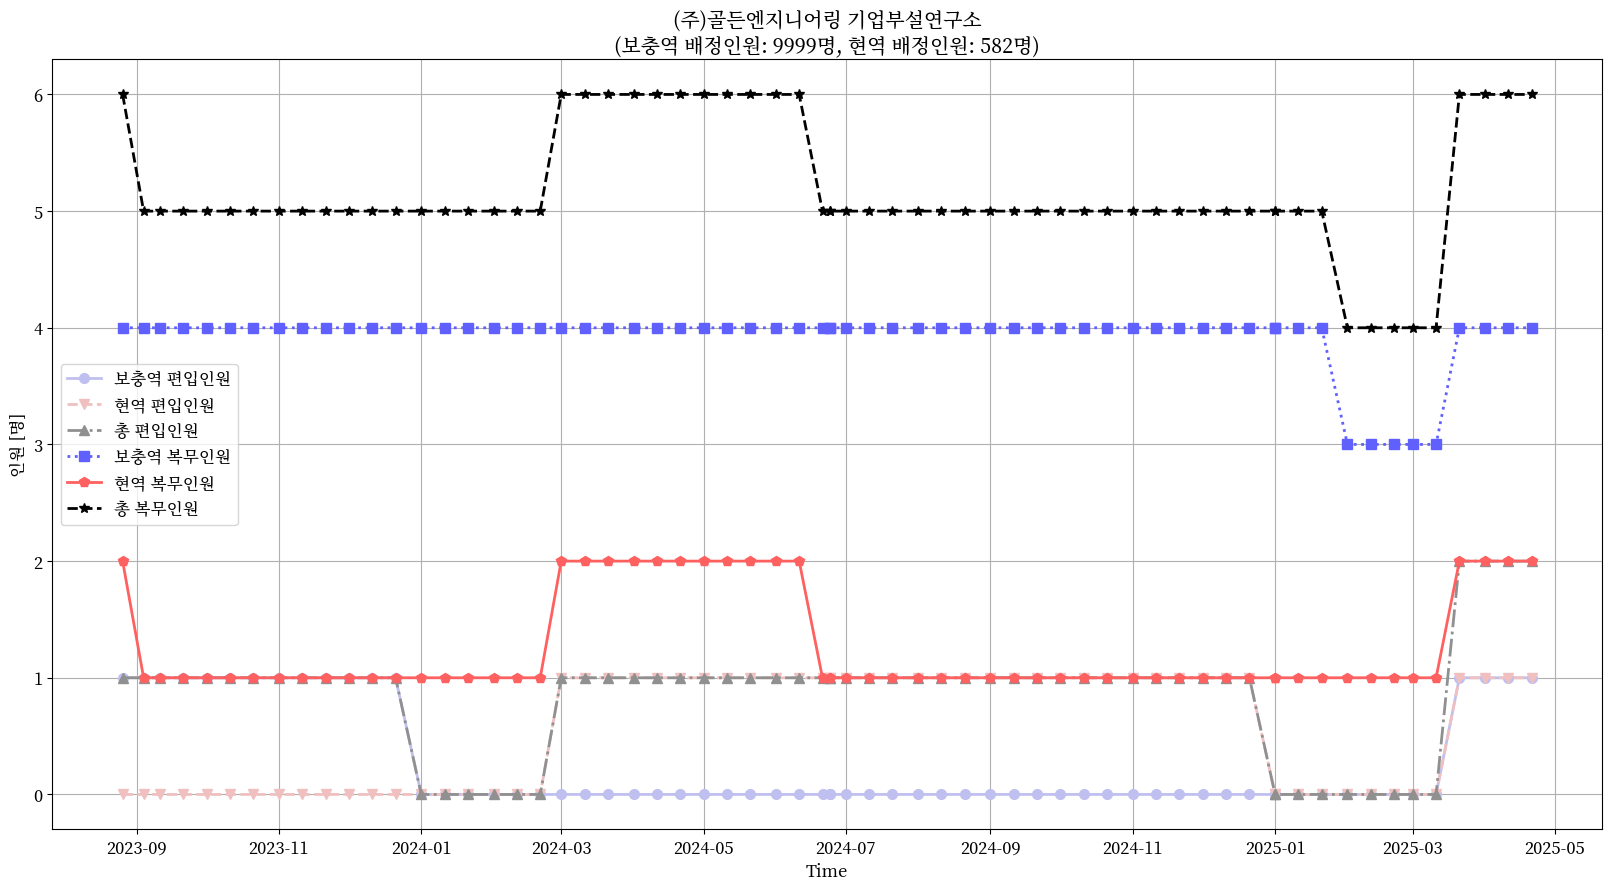 (주)골든엔지니어링 기업부설연구소
(보충역 배정인원: 9999명, 현역 배정인원: 582명)
6
5
4
3
2
1
0
인원 [명]
보충역 편입인원
현역 편입인원
총 편입인원
보충역 복무인원
현역 복무인원
총 복무인원
2023-09 2023-11 2024-01 2024-03 2024-05 2024-07 2024-09 2024-11 2025-01 2025-03 2025-05
Time